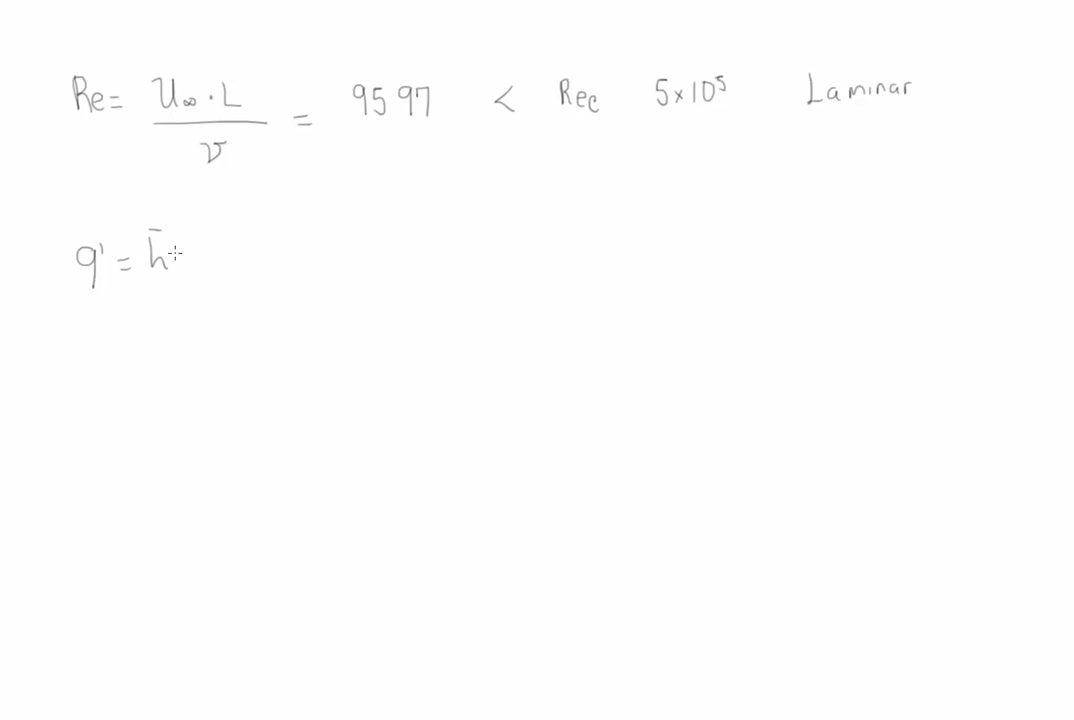 Re = U∞ · L / ν = 9597 < Rec 5×10⁵ Laminar
q' = h̄